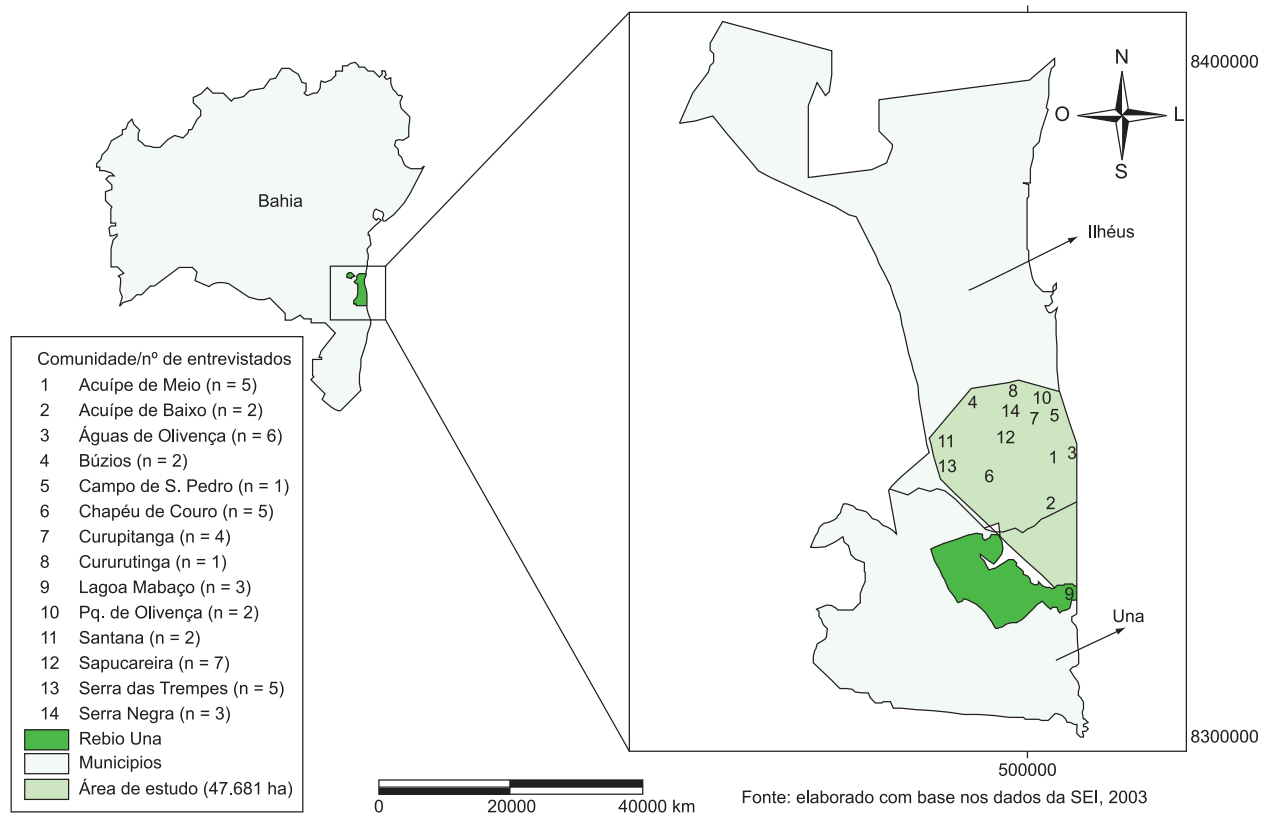 Bahia
Comunidade/nº de entrevistados
1 Acuípe de Meio (n = 5)
2 Acuípe de Baixo (n = 2)
3 Águas de Olivença (n = 6)
4 Búzios (n = 2)
5 Campo de S. Pedro (n = 1)
6 Chapéu de Couro (n = 5)
7 Curupitanga (n = 4)
8 Cururutinga (n = 1)
9 Lagoa Mabaço (n = 3)
10 Pq. de Olivença (n = 2)
11 Santana (n = 2)
12 Sapucareira (n = 7)
13 Serra das Trempes (n = 5)
14 Serra Negra (n = 3)
Rebio Una
Municipios
Área de estudo (47.681 ha)
0 20000 40000 km
8400000
N
O L
S
Ilhéus
8
4 10
14 7 5
12
11 3
1
13
6
2
9
Una
8300000
500000
Fonte: elaborado com base nos dados da SEI, 2003